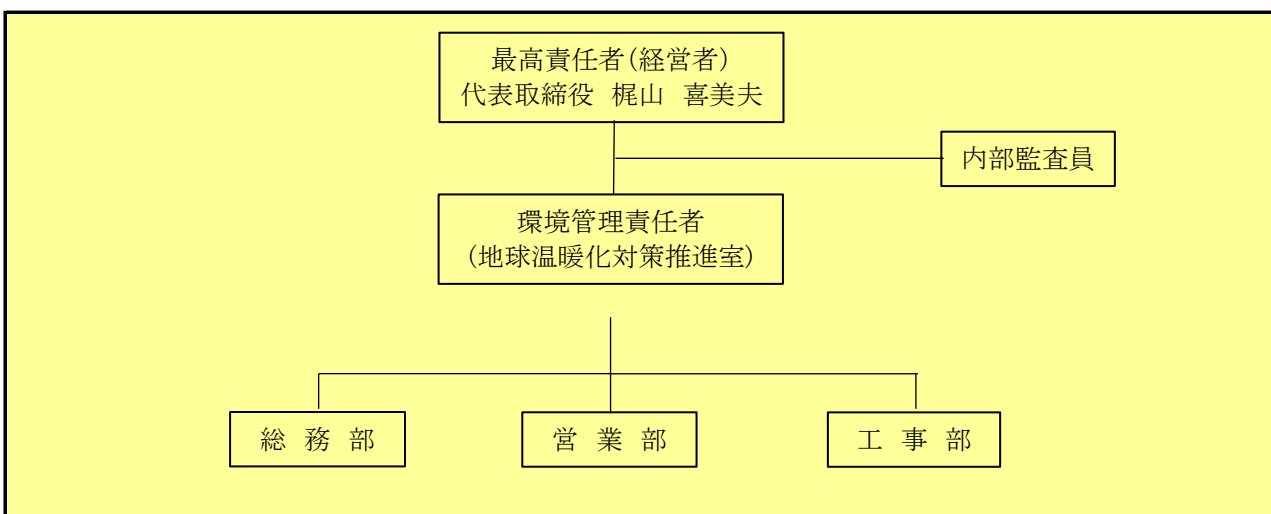 最高責任者（経営者）
代表取締役 梶山 喜美夫
内部監査員
環境管理責任者
（地球温暖化対策推進室）
総 務 部
営 業 部
工 事 部